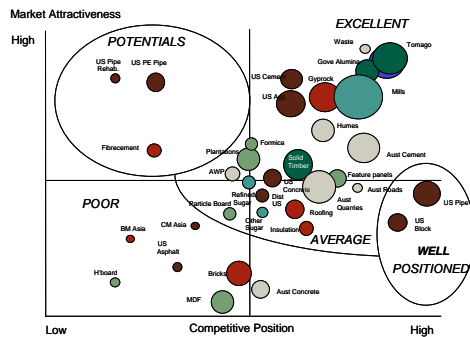 Market Attractiveness
High
POTENTIALS
EXCELLENT
Waste
Tomago
US Pipe
Rehab.
US PE Pipe
Gove Alumina
US Cement
Gyprock
Mills
US Agg
Humes
Fibrecement
Formica
Plantations
Solid
Timber
Aust Cement
AWP
Feature panels
US
Concrete
Aust Roads
Refined
Sugar
Dist
US
Aust
Quarries
US Pipe
POOR
Particle Board
Other
Sugar
Roofing
US
Block
CM Asia
Insulation
BM Asia
US
Asphalt
AVERAGE
WELL
POSITIONED
H'board
Bricks
Aust Concrete
MDF
Low
Competitive Position
High